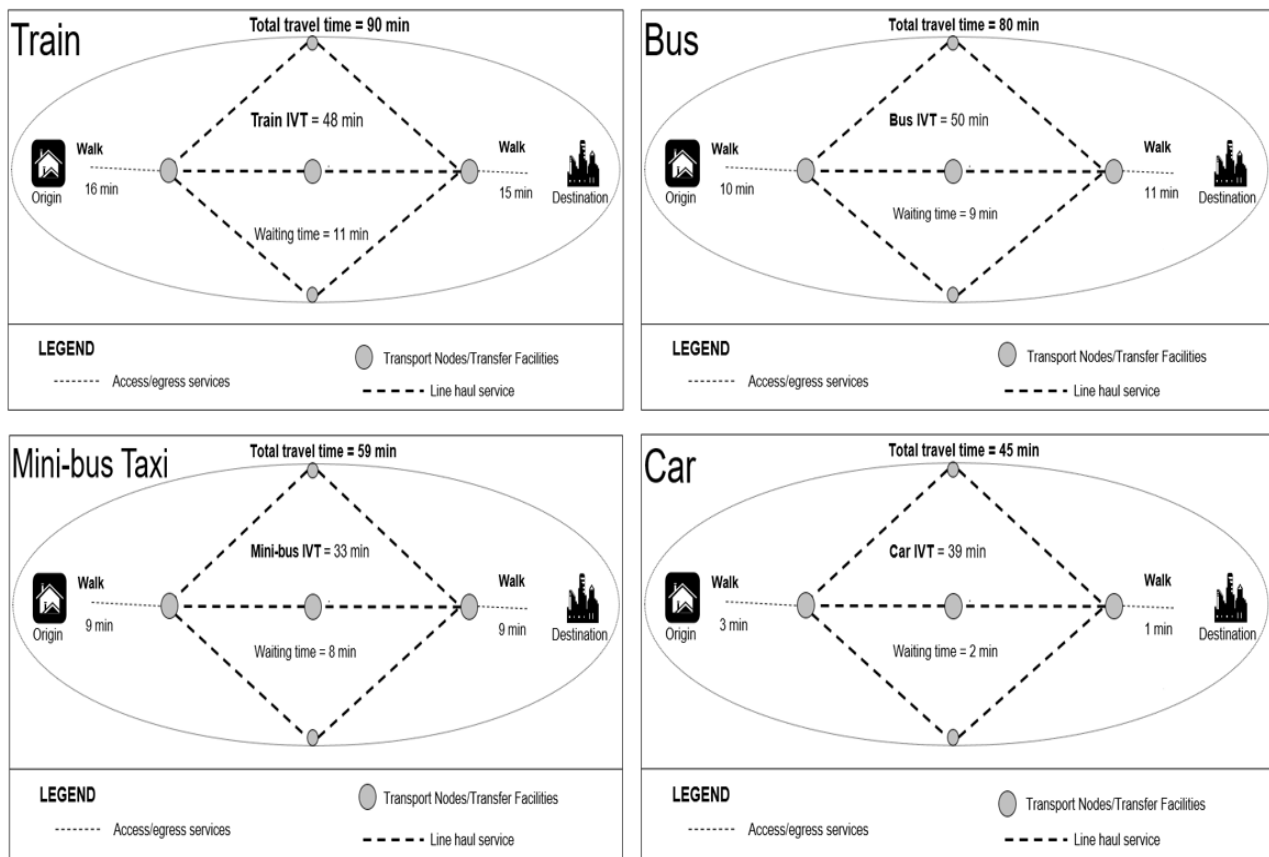 Train
Total travel time = 90 min
Train IVT = 48 min
Walk
16 min
Origin
Walk
15 min
Destination
Waiting time = 11 min
LEGEND
Access/egress services
Transport Nodes/Transfer Facilities
Line haul service
Bus
Total travel time = 80 min
Bus IVT = 50 min
Walk
10 min
Origin
Walk
11 min
Destination
Waiting time = 9 min
LEGEND
Access/egress services
Transport Nodes/Transfer Facilities
Line haul service
Mini-bus Taxi
Total travel time = 59 min
Mini-bus IVT = 33 min
Walk
9 min
Origin
Walk
9 min
Destination
Waiting time = 8 min
LEGEND
Access/egress services
Transport Nodes/Transfer Facilities
Line haul service
Car
Total travel time = 45 min
Car IVT = 39 min
Walk
3 min
Origin
Walk
1 min
Destination
Waiting time = 2 min
LEGEND
Access/egress services
Transport Nodes/Transfer Facilities
Line haul service